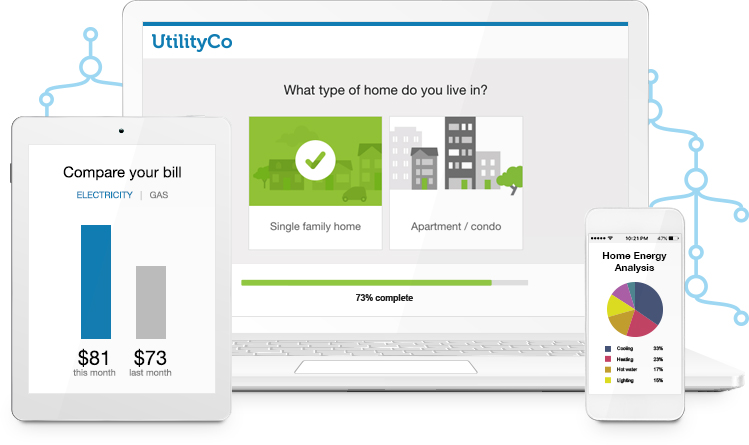 UtilityCo
What type of home do you live in?
Single family home
Apartment / condo
73% complete
Compare your bill
ELECTRICITY | GAS
$81
this month
$73
last month
10:21 PM
47%
Home Energy
Analysis
Cooling 33%
Heating 23%
Hot water 17%
Lighting 15%